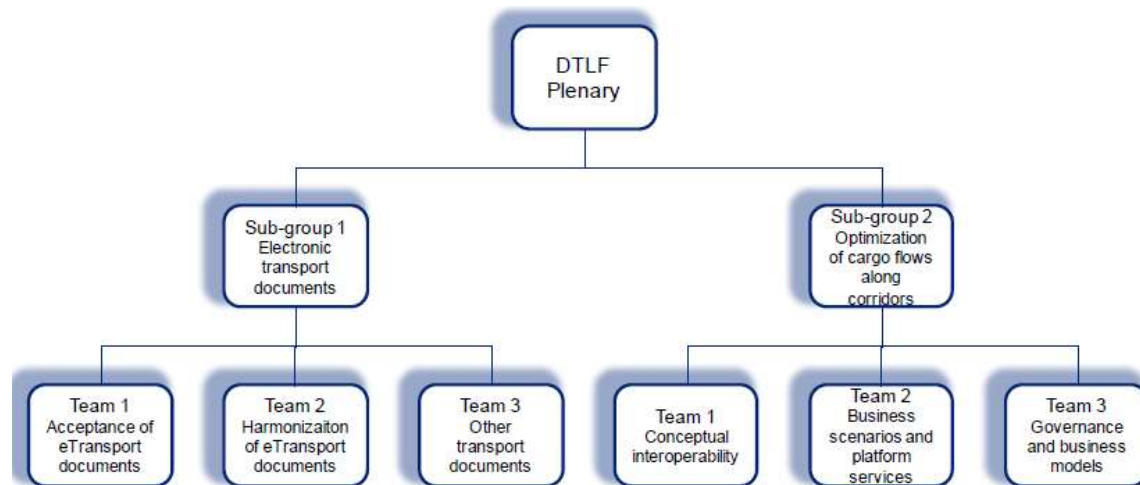 DTLF
Plenary
Sub-group 1
Electronic
transport
documents
Sub-group 2
Optimization
of cargo flows
along
corridors
Team 1
Acceptance of
eTransport
documents
Team 2
Harmonizaiton
of eTransport
documents
Team 3
Other
transport
documents
Team 1
Conceptual
interoperability
Team 2
Business
scenarios and
platform
services
Team 3
Governance
and business
models